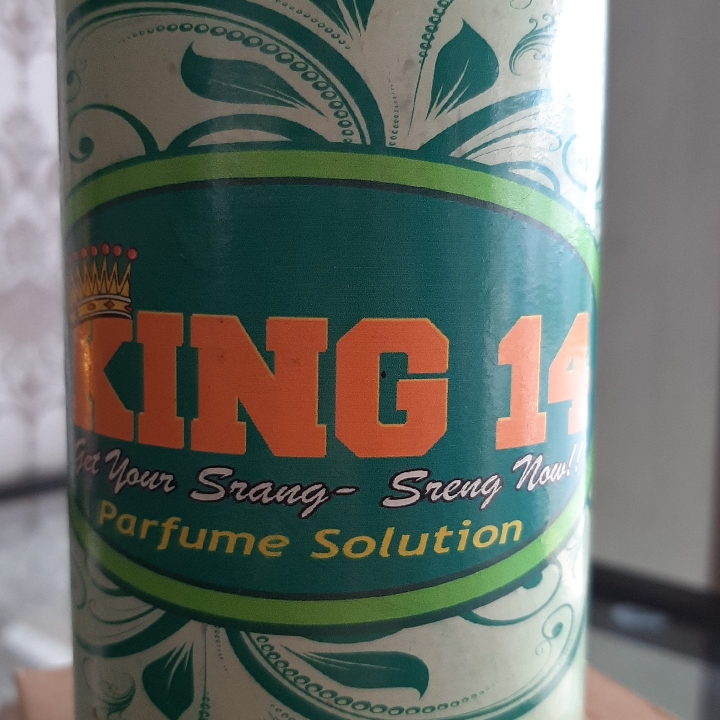 KING 14
Get Your Srang- Sreng Now!!
Parfume Solution